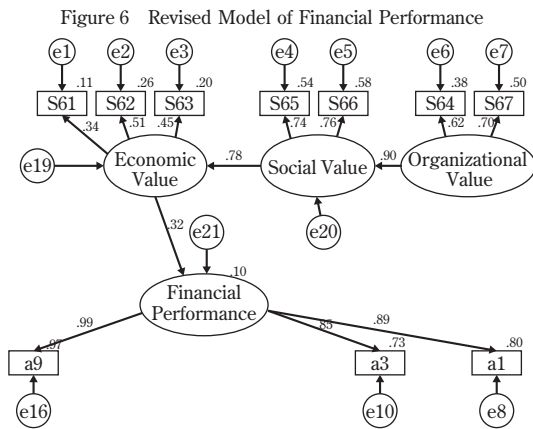 Figure 6 Revised Model of Financial Performance
e1 e2 e3 e4 e5 e6 e7
.11 .26 .20 .54 .58 .38 .50
S61 S62 S63 S65 S66 S64 S67
.34 .51 .45 .74 .76 .62 .70
e19
Economic
Value
.78
Social Value
.90
Organizational
Value
.32
e21
e20
.10
Financial
Performance
.99
.85
.89
.97
.73
.80
a9 a3 a1
e16 e10 e8